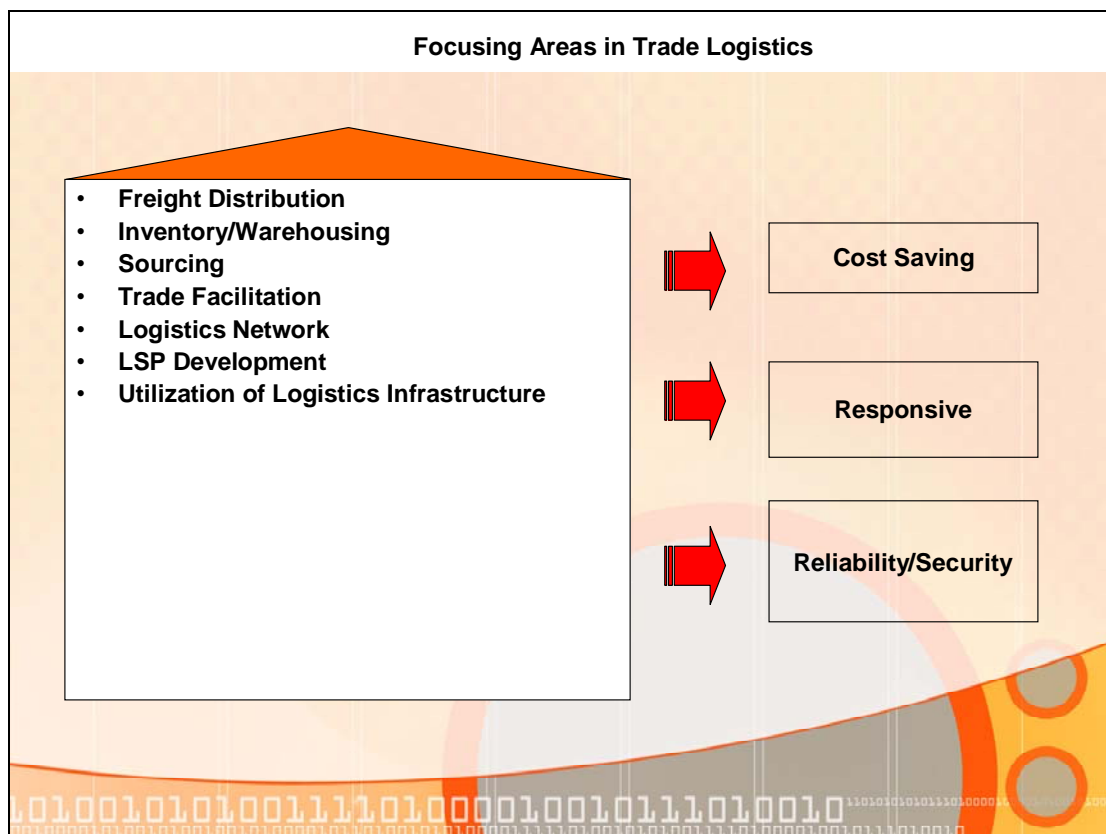 Focusing Areas in Trade Logistics
• Freight Distribution
• Inventory/Warehousing
• Sourcing
• Trade Facilitation
• Logistics Network
• LSP Development
• Utilization of Logistics Infrastructure
Cost Saving
Responsive
Reliability/Security